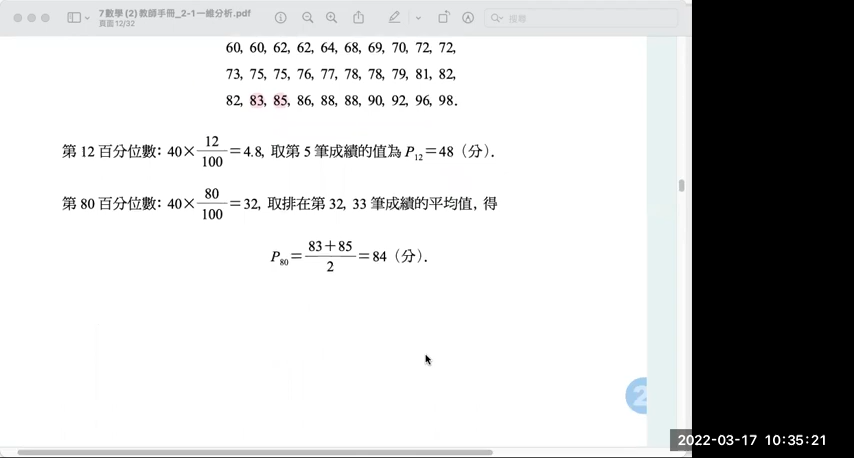 7數學(2)教師手冊_2-1一維分析.pdf
頁面 12/32
搜尋
60, 60, 62, 62, 64, 68, 69, 70, 72, 72,
73, 75, 75, 76, 77, 78, 78, 79, 81, 82,
82, 83, 85, 86, 88, 88, 90, 92, 96, 98.
第 12 百分位數：40×12/100＝4.8, 取第 5 筆成績的值為 P₁₂＝48（分）.
第 80 百分位數：40×80/100＝32, 取排在第 32, 33 筆成績的平均值, 得
P₈₀＝83＋85/2＝84（分）.
2
2022-03-17 10:35:21